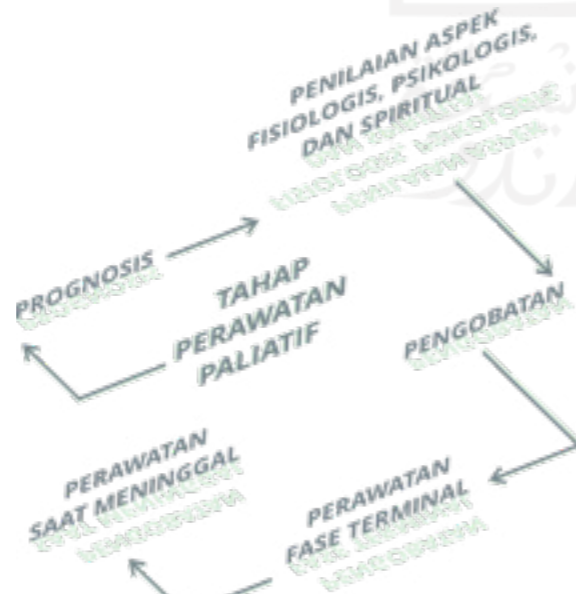 PENILAIAN ASPEK
FISIOLOGIS, PSIKOLOGIS,
DAN SPIRITUAL
PROGNOSIS
TAHAP
PERAWATAN
PALIATIF
PENGOBATAN
PERAWATAN
SAAT MENINGGAL
PERAWATAN
FASE TERMINAL